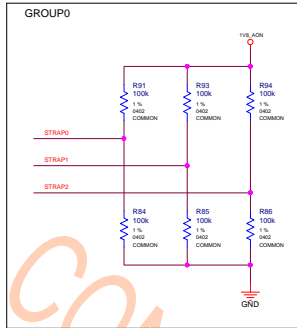 GROUP0
1V8_AON
R91
100k
1 %
0402
COMMON
R93
100k
1 %
0402
COMMON
R94
100k
1 %
0402
COMMON
STRAP0
STRAP1
STRAP2
R84
100k
1 %
0402
COMMON
R85
100k
1 %
0402
COMMON
R86
100k
1 %
0402
COMMON
GND